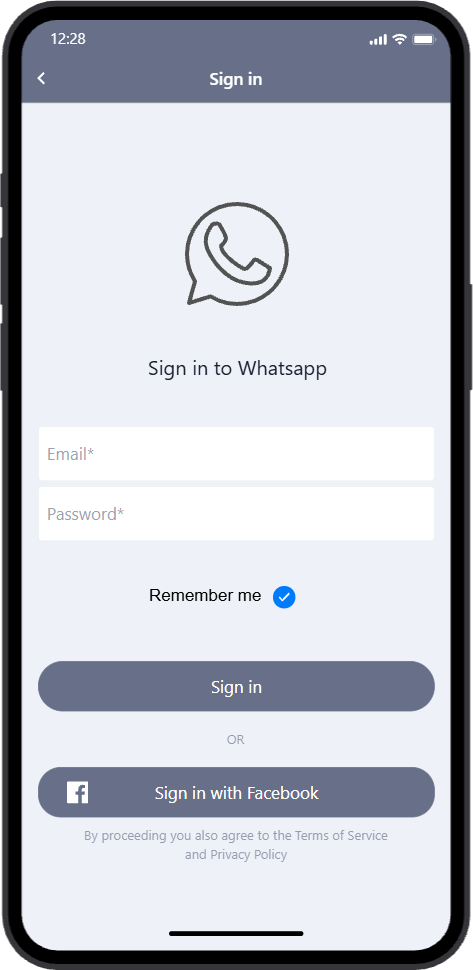 12:28
Sign in
Sign in to Whatsapp
Email*
Password*
Remember me
Sign in
OR
Sign in with Facebook
By proceeding you also agree to the Terms of Service
and Privacy Policy